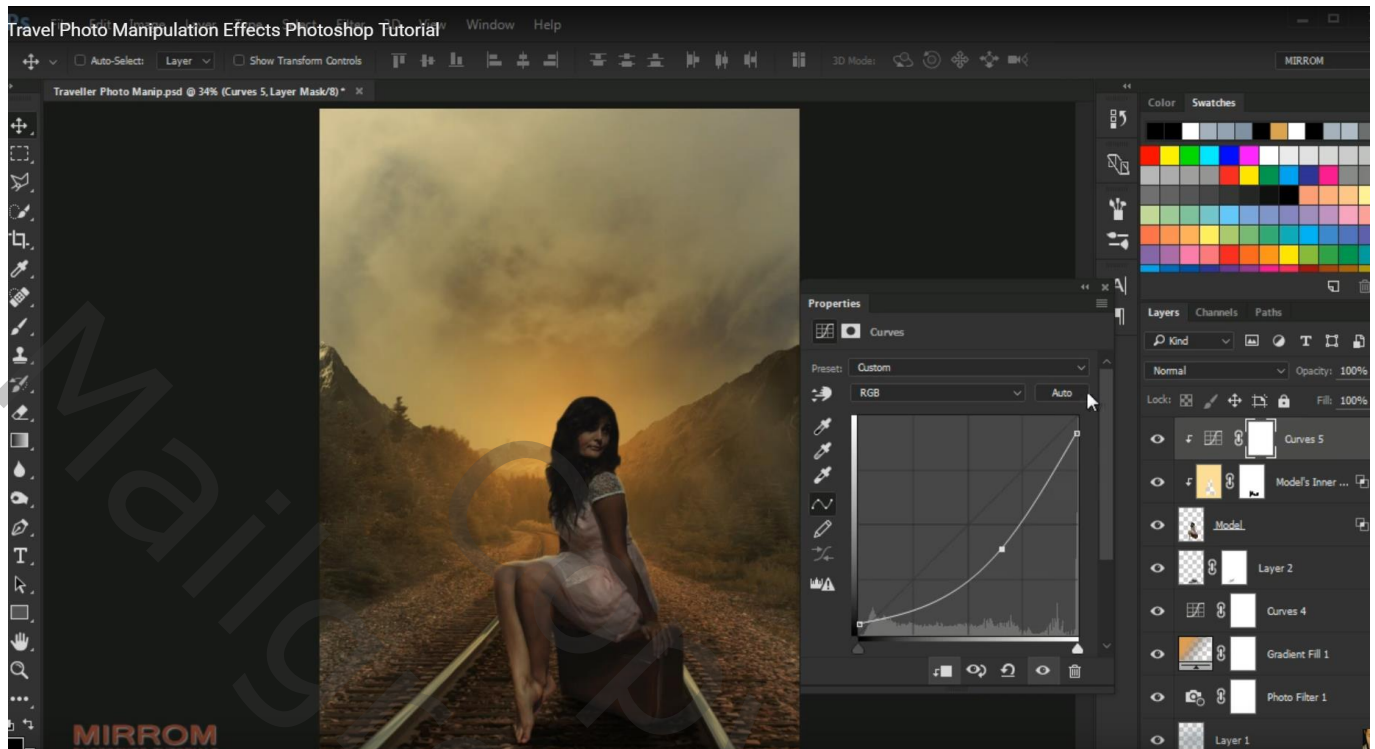 Travel Photo Manipulation Effects Photoshop Tutorial
Window Help
Auto-Select: Layer Show Transform Controls 3D Mode: MIRROM
Traveller Photo Manip.psd @ 34% (Curves 5, Layer Mask/8) *
Color Swatches
Properties
Curves
Preset: Custom
RGB Auto
Layers Channels Paths
Kind
Normal Opacity: 100%
Lock: Fill: 100%
Curves 5
Model's Inner ...
Model
Layer 2
Curves 4
Gradient Fill 1
Photo Filter 1
Layer 1
MIRROM